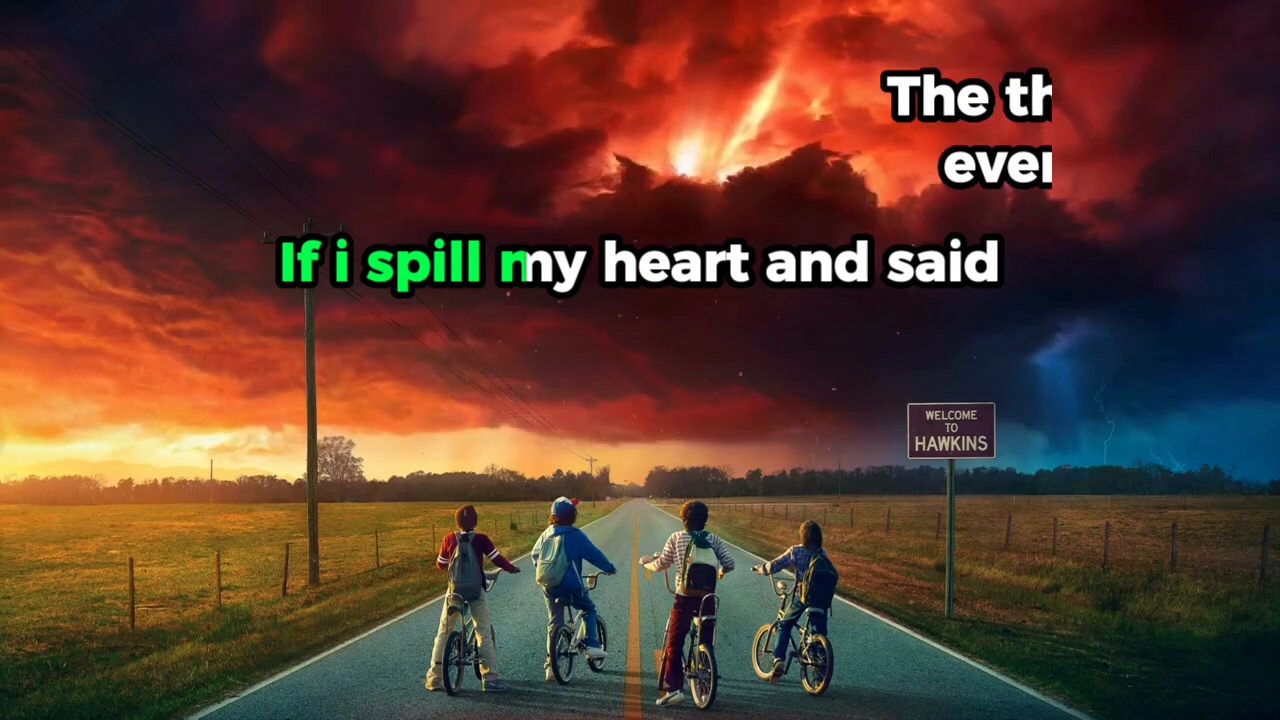 The th
ever
If i spill my heart and said
WELCOME
TO
HAWKINS